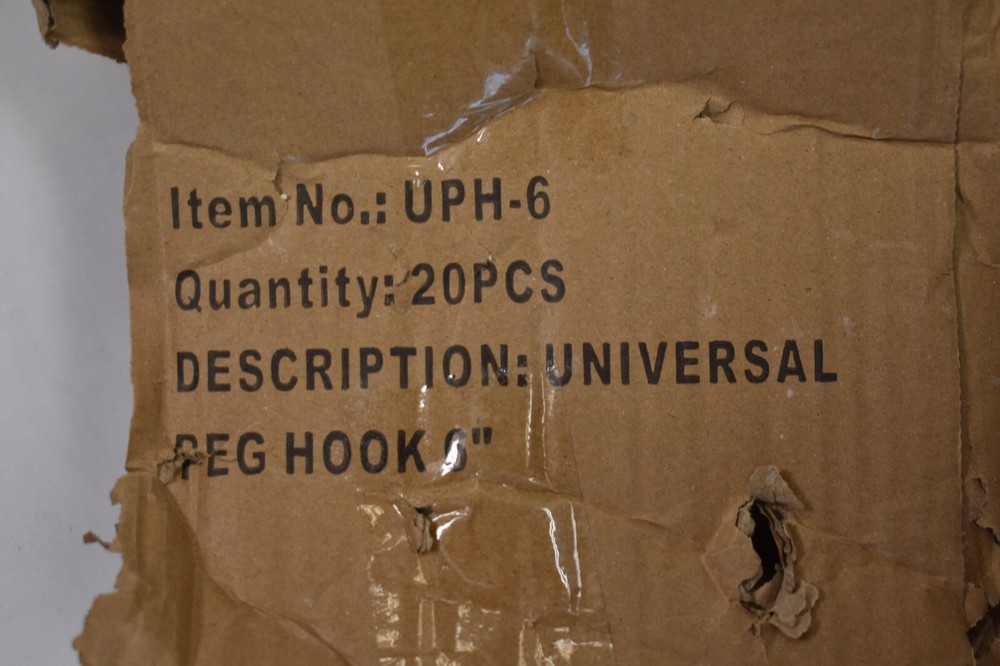 Item No.: UPH-6
Quantity: 20PCS
DESCRIPTION: UNIVERSAL
PEG HOOK 6"